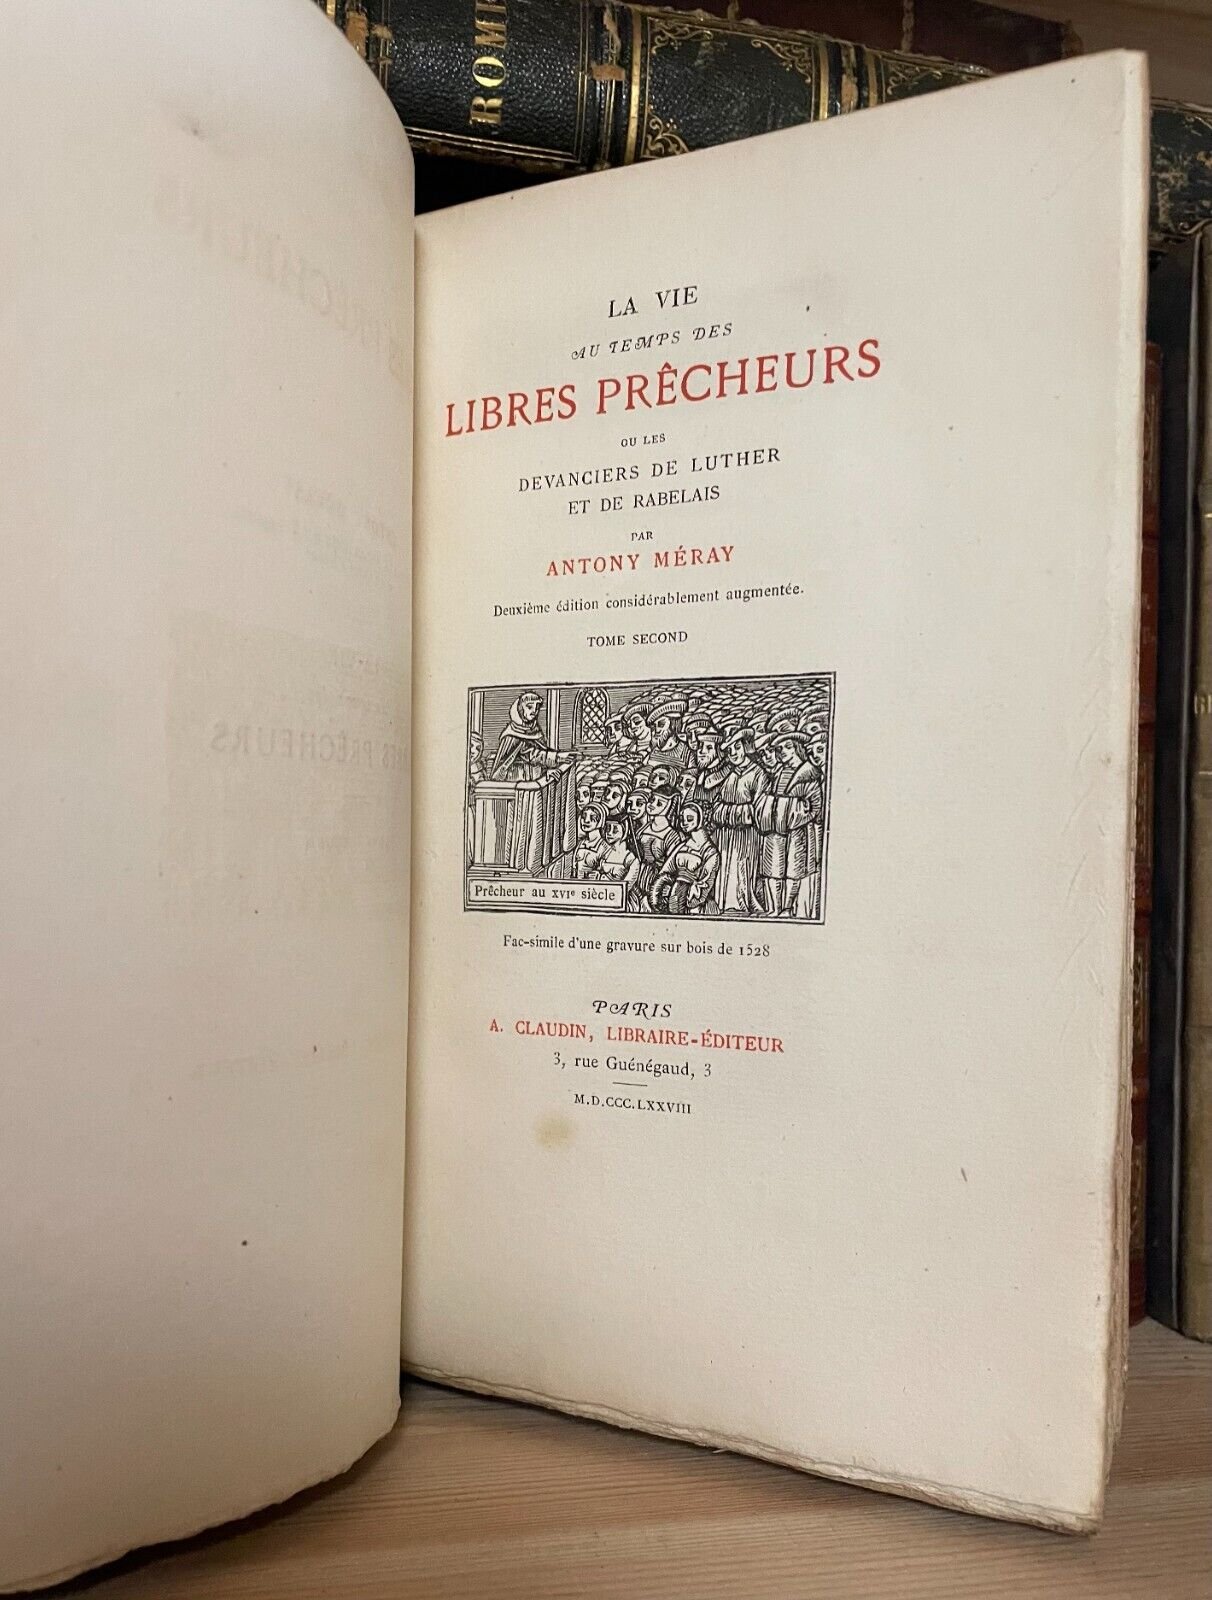 ROM
LA VIE
AU TEMPS DES
LIBRES PRÊCHEURS
OU LES
DEVANCIERS DE LUTHER
ET DE RABELAIS
PAR
ANTONY MÉRAY
Deuxième édition considérablement augmentée.
TOME SECOND
Prêcheur au XVIe siècle
Fac-simile d'une gravure sur bois de 1528
PARIS
A. CLAUDIN, LIBRAIRE-ÉDITEUR
3, rue Guénégaud, 3
M.D.CCC.LXXVIII